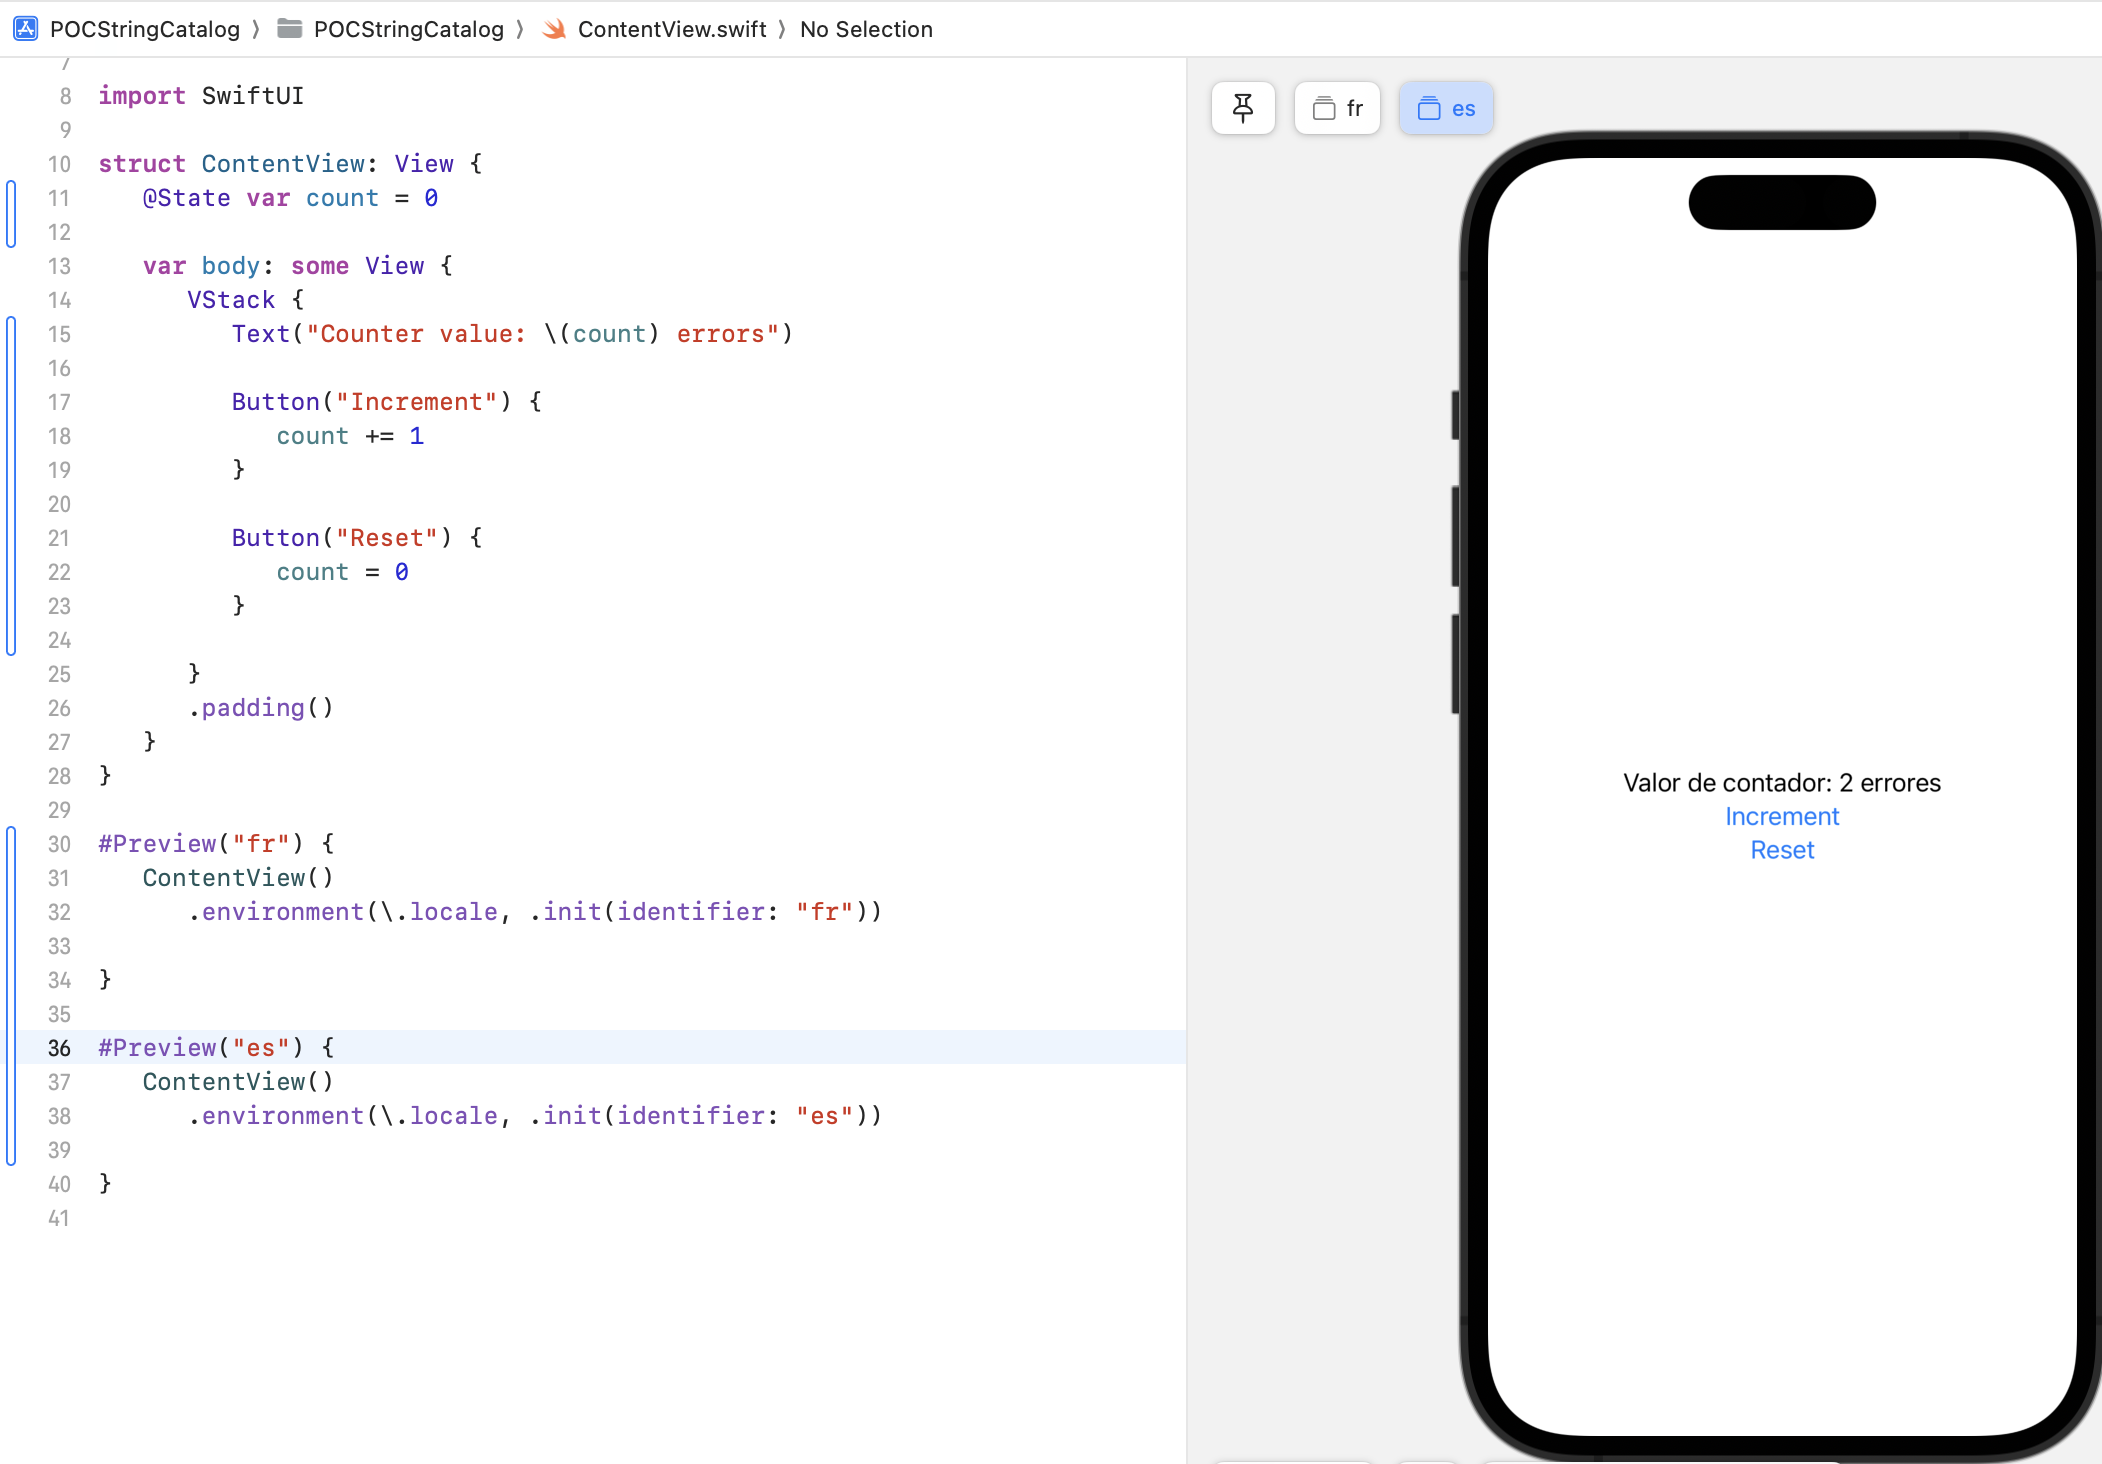 POCStringCatalog 〉 POCStringCatalog 〉 ContentView.swift 〉 No Selection
7
8 import SwiftUI
9
10 struct ContentView: View {
11 @State var count = 0
12
13 var body: some View {
14 VStack {
15 Text("Counter value: \(count) errors")
16
17 Button("Increment") {
18 count += 1
19 }
20
21 Button("Reset") {
22 count = 0
23 }
24
25 }
26 .padding()
27 }
28 }
29
30 #Preview("fr") {
31 ContentView()
32 .environment(\.locale, .init(identifier: "fr"))
33
34 }
35
36 #Preview("es") {
37 ContentView()
38 .environment(\.locale, .init(identifier: "es"))
39
40 }
41
fr
es
Valor de contador: 2 errores
Increment
Reset